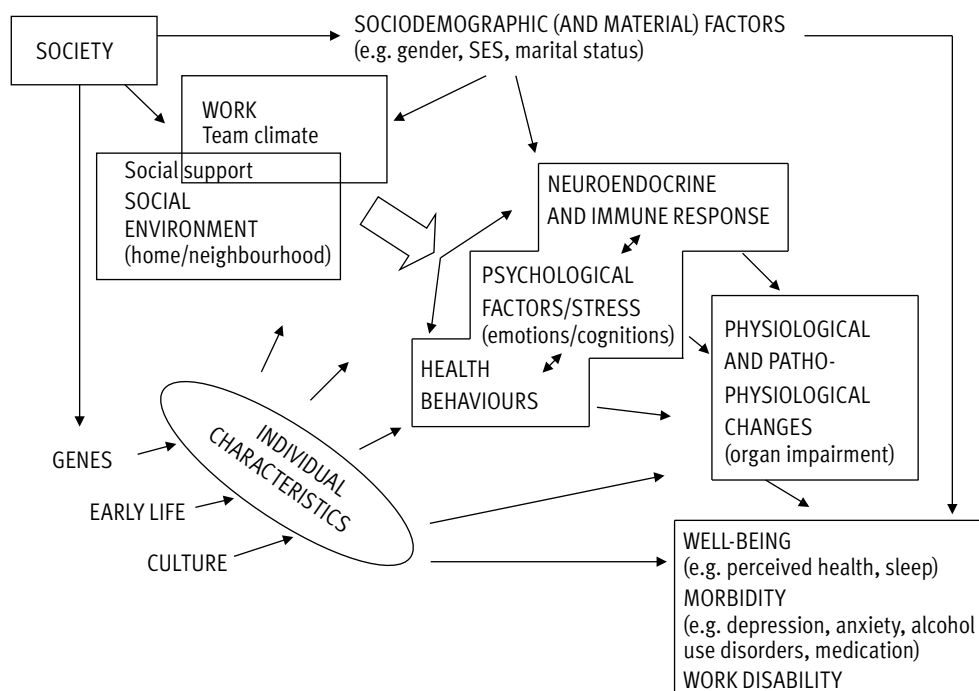 SOCIODEMOGRAPHIC (AND MATERIAL) FACTORS
(e.g. gender, SES, marital status)
SOCIETY
WORK
Team climate
Social support
SOCIAL
ENVIRONMENT
(home/neighbourhood)
NEUROENDOCRINE
AND IMMUNE RESPONSE
PSYCHOLOGICAL
FACTORS/STRESS
(emotions/cognitions)
HEALTH
BEHAVIOURS
PHYSIOLOGICAL
AND PATHO-
PHYSIOLOGICAL
CHANGES
(organ impairment)
INDIVIDUAL
CHARACTERISTICS
GENES
EARLY LIFE
CULTURE
WELL-BEING
(e.g. perceived health, sleep)
MORBIDITY
(e.g. depression, anxiety, alcohol
use disorders, medication)
WORK DISABILITY